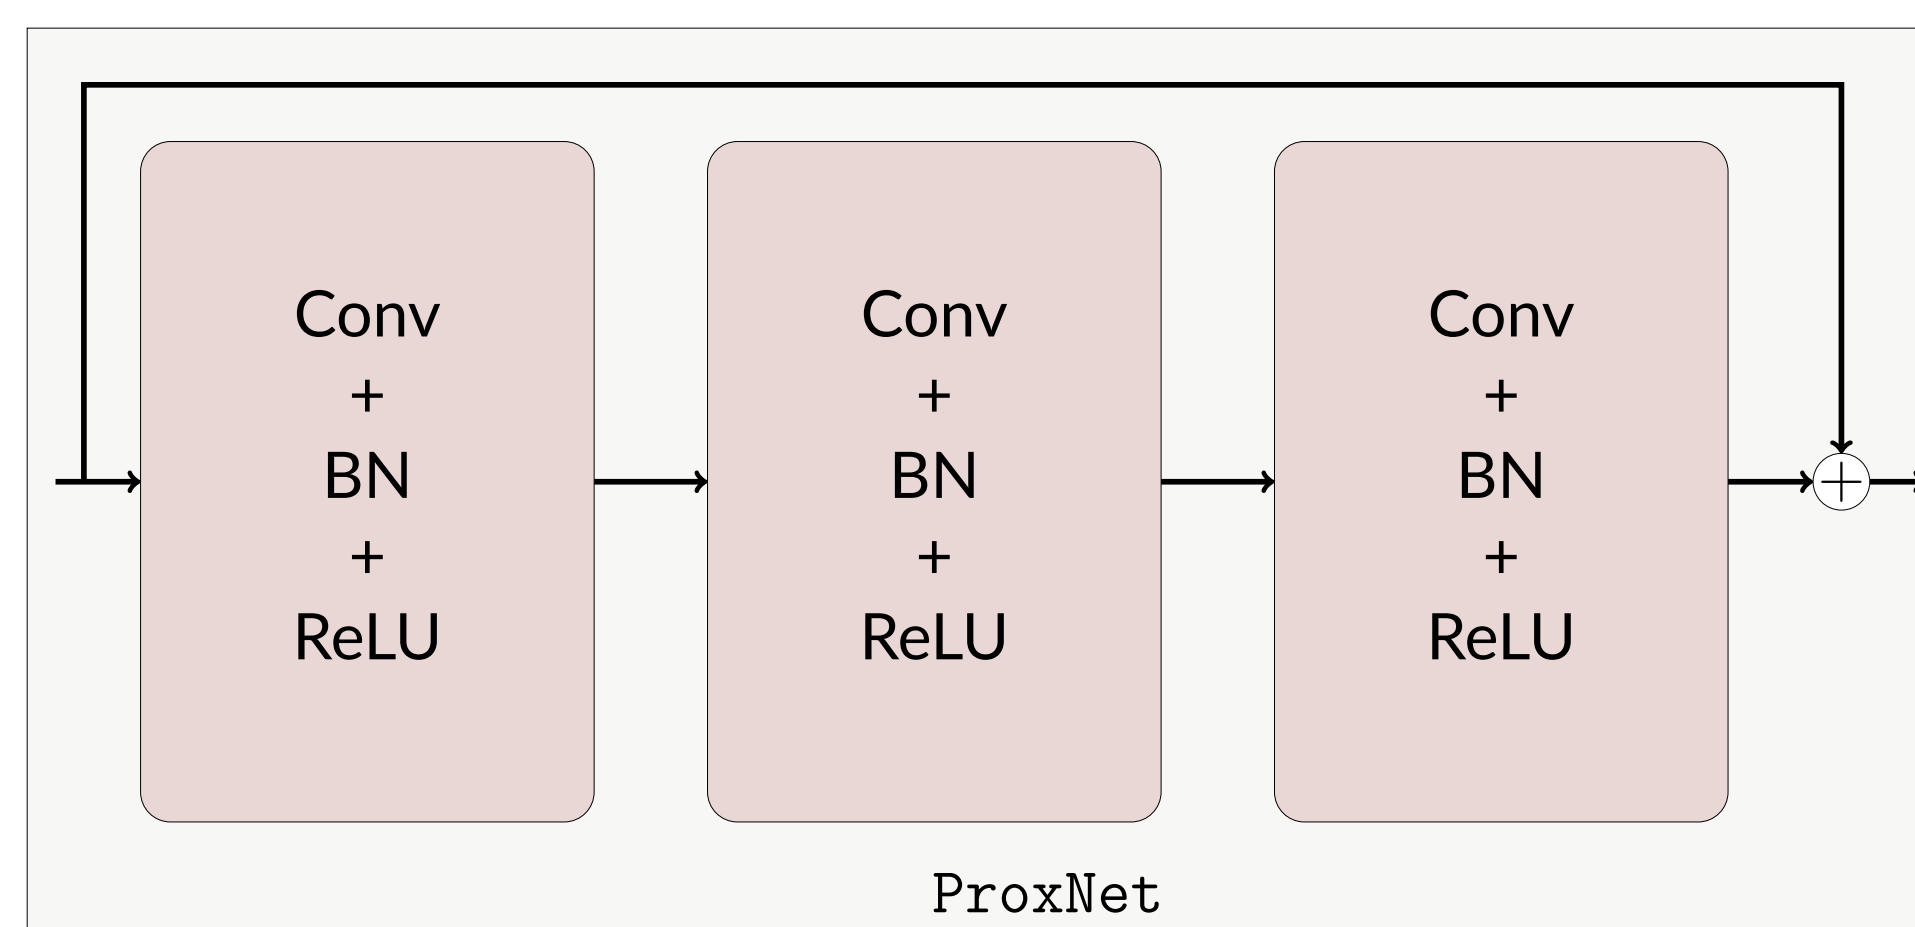 Conv
+
BN
+
ReLU
Conv
+
BN
+
ReLU
Conv
+
BN
+
ReLU
ProxNet